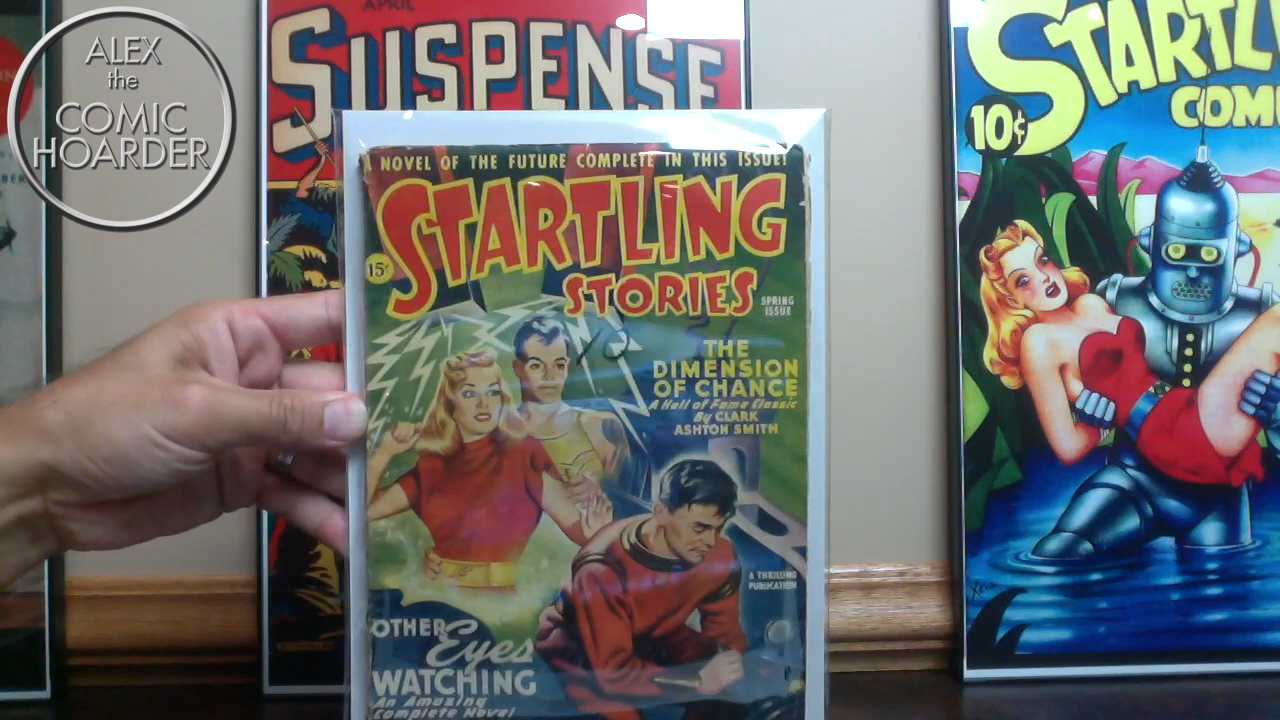 ALEX
the
COMIC
HOARDER
APRIL
SUSPENSE
STARTL
COM
10¢
A NOVEL OF THE FUTURE COMPLETE IN THIS ISSUE!
STARTLING
15¢
STORIES
SPRING
ISSUE
THE
DIMENSION
OF CHANCE
A Hall of Fame Classic
By CLARK
ASHTON SMITH
A THRILLING
PUBLICATION
OTHER
Eyes
WATCHING
An Amazing
Complete Novel